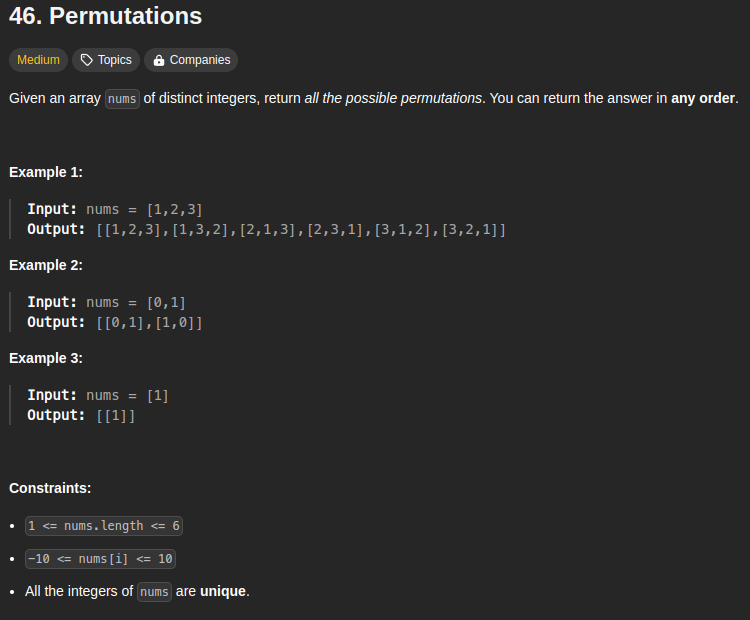 46. Permutations
Medium Topics Companies
Given an array nums of distinct integers, return all the possible permutations. You can return the answer in any order.
Example 1:
Input: nums = [1,2,3]
Output: [[1,2,3],[1,3,2],[2,1,3],[2,3,1],[3,1,2],[3,2,1]]
Example 2:
Input: nums = [0,1]
Output: [[0,1],[1,0]]
Example 3:
Input: nums = [1]
Output: [[1]]
Constraints:
• 1 <= nums.length <= 6
• -10 <= nums[i] <= 10
• All the integers of nums are unique.